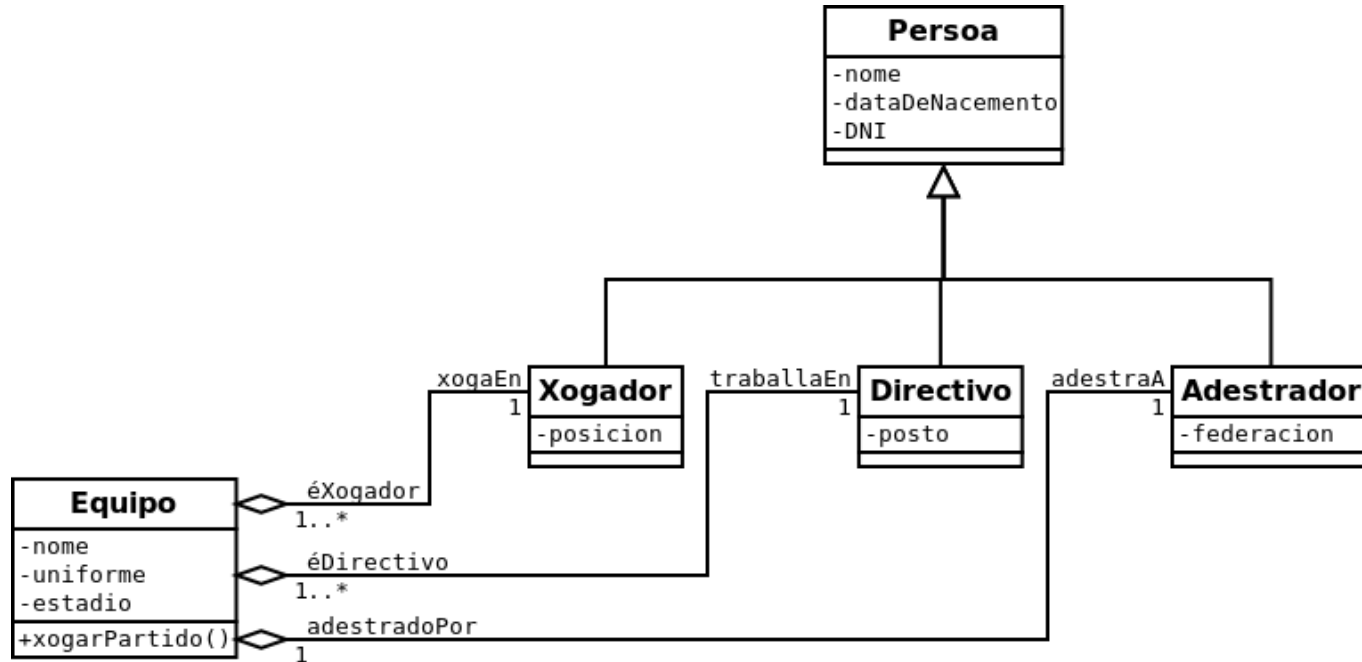 Persoa
-nome
-dataDeNacemento
-DNI
xogaEn
1
Xogador
-posicion
traballaEn
1
Directivo
-posto
adestraA
1
Adestrador
-federacion
Equipo
-nome
-uniforme
-estadio
+xogarPartido()
éXogador
1..*
éDirectivo
1..*
adestradoPor
1